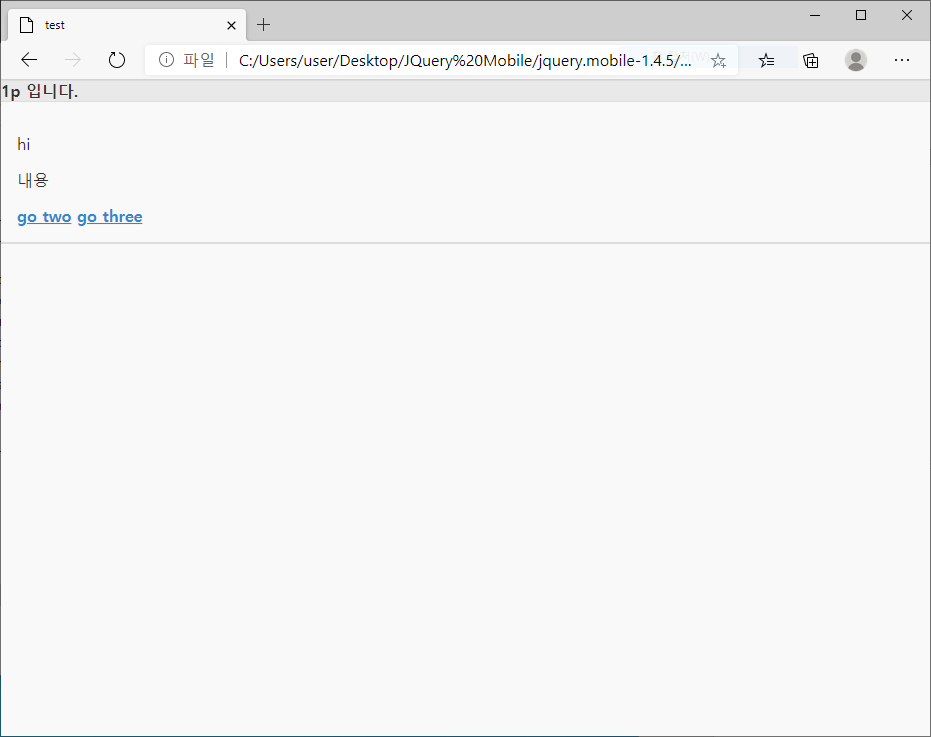 test
파일 C:/Users/user/Desktop/JQuery%20Mobile/jquery.mobile-1.4.5/...
1p 입니다.
hi
내용
go two go three